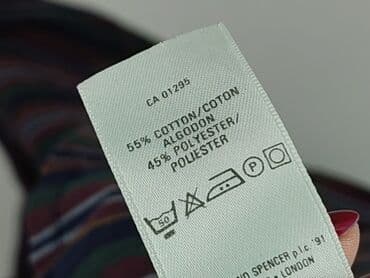 CA 01295
55% COTTON/COTON
ALGODON
45% POLYESTER/
POLIESTER
50 P
SPENCER p.l.c. '91
LONDON